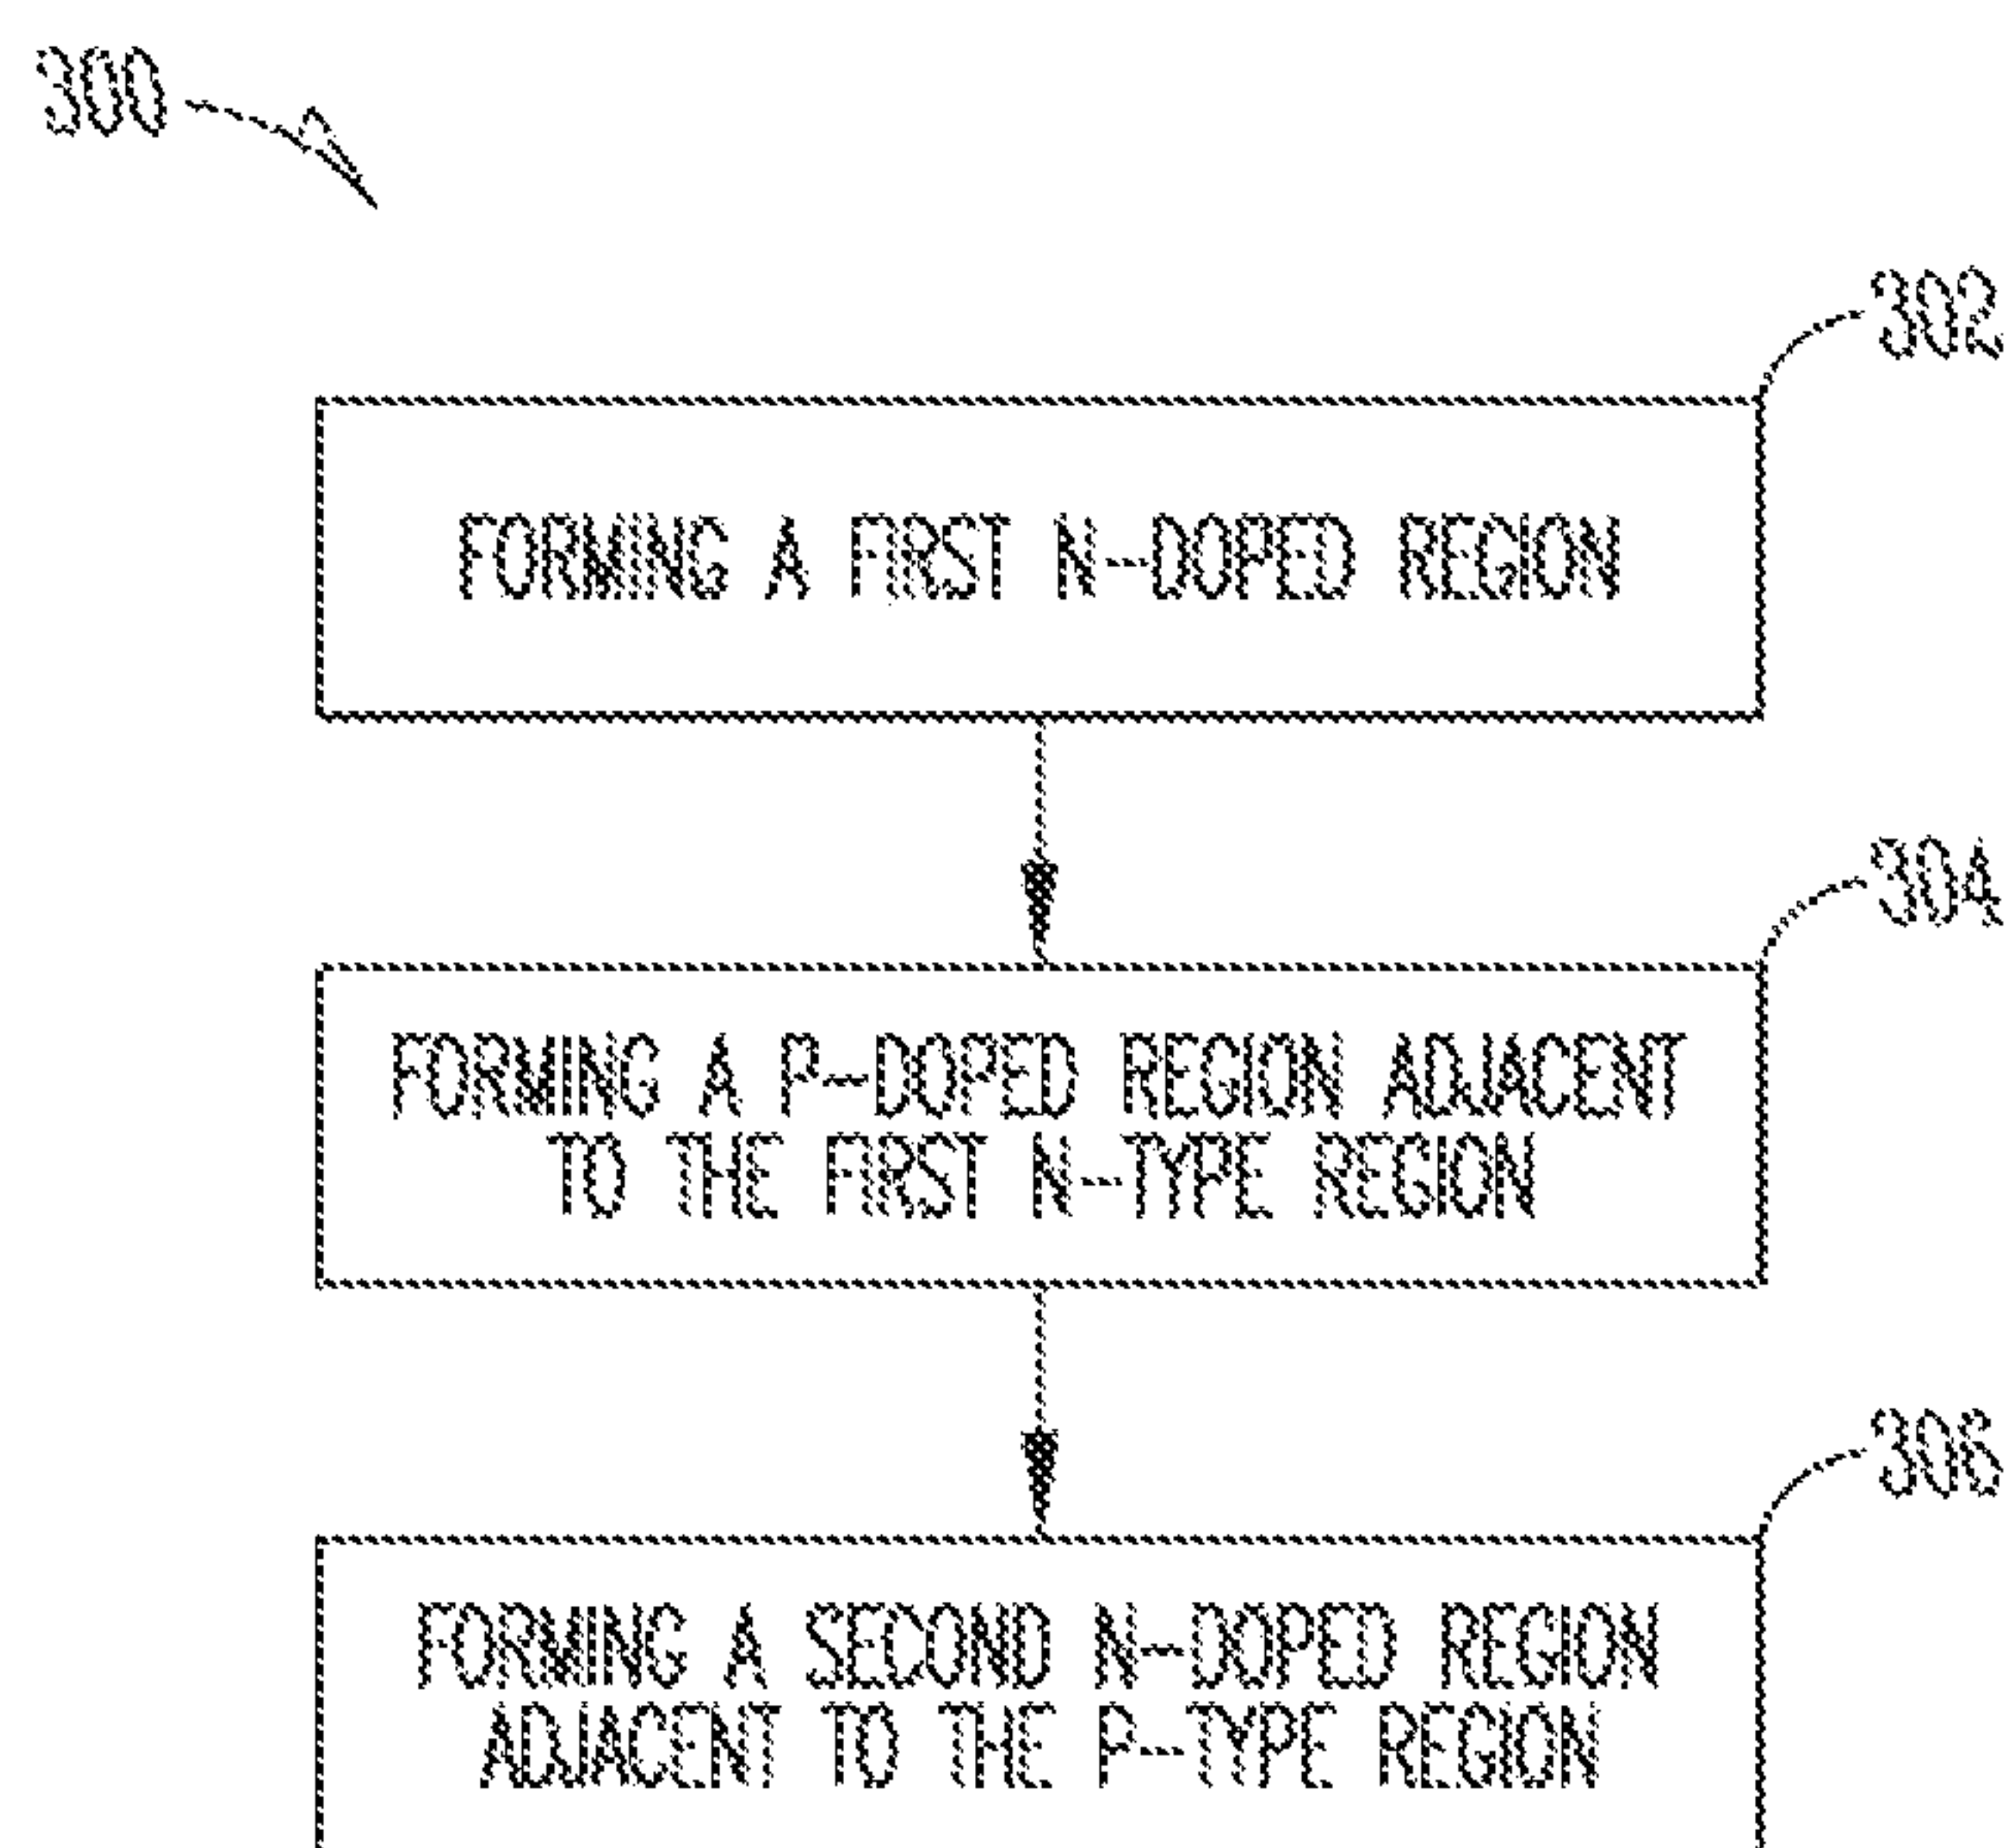 300
302
FORMING A FIRST N-DOPED REGION
304
FORMING A P-DOPED REGION ADJACENT
TO THE FIRST N-TYPE REGION
306
FORMING A SECOND N-DOPED REGION
ADJACENT TO THE P-TYPE REGION